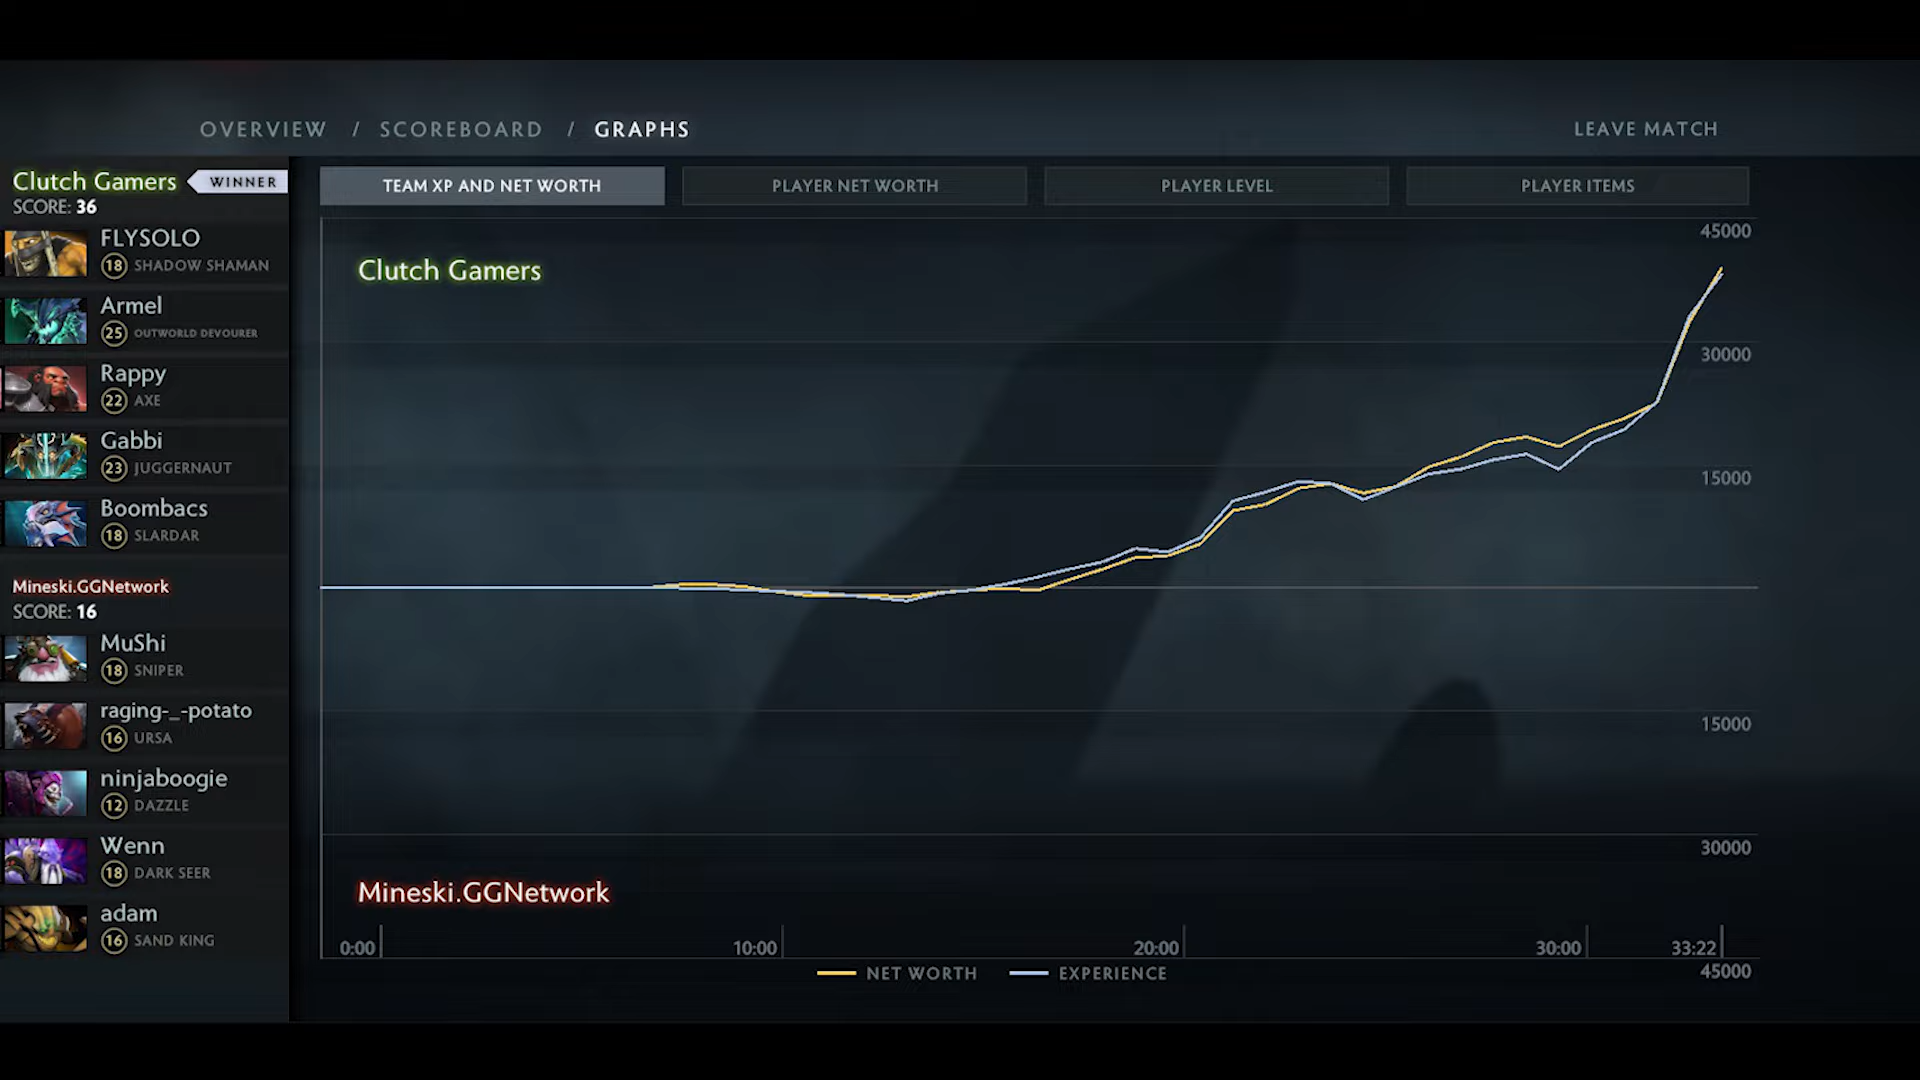 OVERVIEW / SCOREBOARD / GRAPHS
LEAVE MATCH
Clutch Gamers WINNER
SCORE: 36
FLYSOLO
18 SHADOW SHAMAN
Armel
25 OUTWORLD DEVOURER
Rappy
22 AXE
Gabbi
23 JUGGERNAUT
Boombacs
18 SLARDAR
Mineski.GGNetwork
SCORE: 16
MuShi
18 SNIPER
raging-_-potato
16 URSA
ninjaboogie
12 DAZZLE
Wenn
18 DARK SEER
adam
16 SAND KING
TEAM XP AND NET WORTH
PLAYER NET WORTH
PLAYER LEVEL
PLAYER ITEMS
Clutch Gamers
45000
30000
15000
15000
30000
Mineski.GGNetwork
0:00 10:00 20:00 30:00 33:22
45000
NET WORTH EXPERIENCE